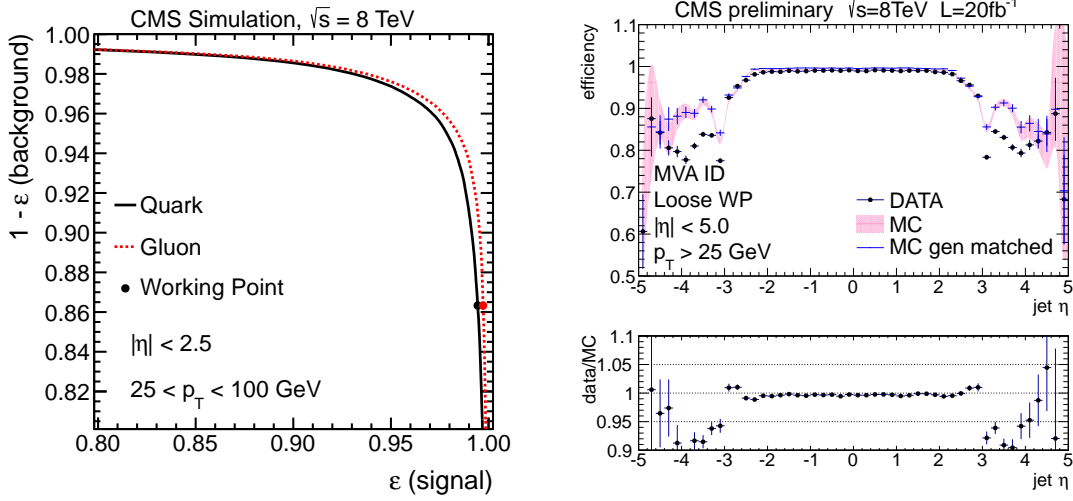 CMS Simulation, √s = 8 TeV
1 - ε (background)
1.00
0.98
0.96
0.94
0.92
0.90
0.88
0.86
0.84
0.82
Quark
Gluon
Working Point
|η| < 2.5
25 < p_T < 100 GeV
0.80 0.85 0.90 0.95 1.00
ε (signal)
CMS preliminary √s=8TeV L=20fb⁻¹
efficiency
1.1
1
0.9
0.8
0.7
0.6
0.5
MVA ID
Loose WP
|η| < 5.0
p_T > 25 GeV
DATA
MC
MC gen matched
-5 -4 -3 -2 -1 0 1 2 3 4 5
jet η
data/MC
1.1
1.05
1
0.95
0.9
-5 -4 -3 -2 -1 0 1 2 3 4 5
jet η